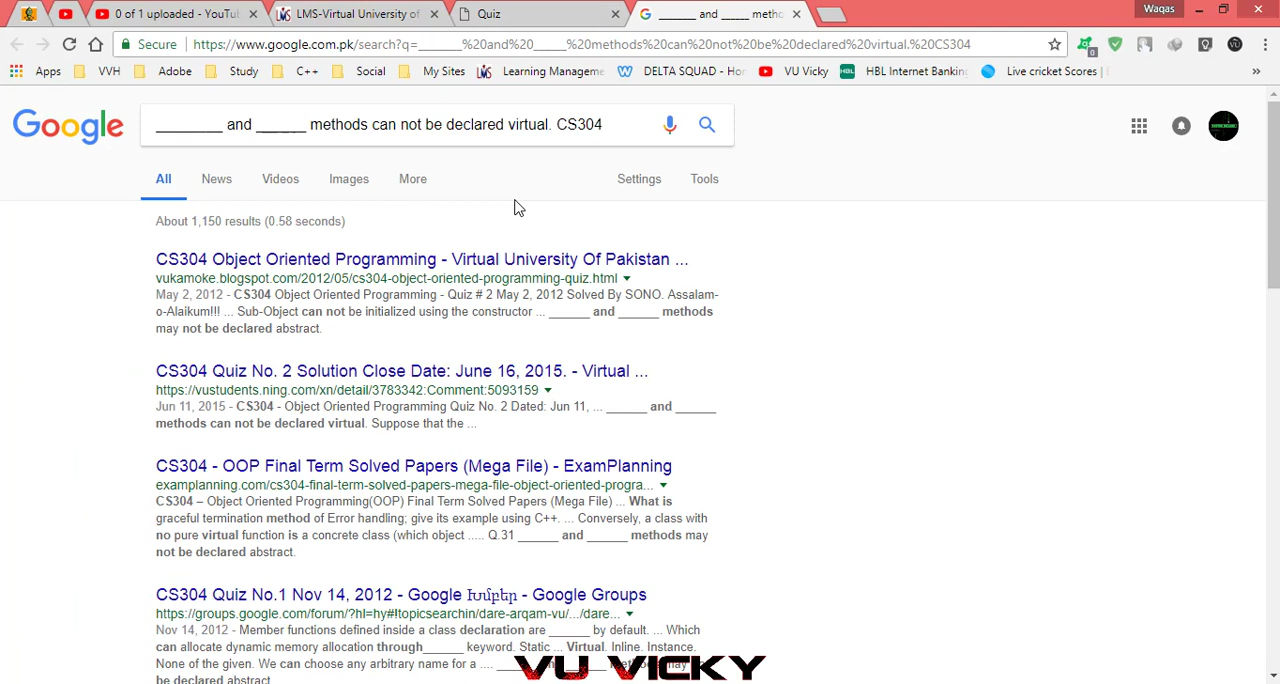 0 of 1 uploaded - YouTu
LMS-Virtual University of
Quiz
_______ and ______ metho
Waqas
Secure
https://www.google.com.pk/search?q=______%20and%20_____%20methods%20can%20not%20be%20declared%20virtual.%20CS304
Apps
VVH
Adobe
Study
C++
Social
My Sites
Learning Manageme
DELTA SQUAD - Hor
VU Vicky
HBL Internet Banking
Live cricket Scores |
»
Google
________ and ______ methods can not be declared virtual. CS304
All
News
Videos
Images
More
Settings
Tools
About 1,150 results (0.58 seconds)
CS304 Object Oriented Programming - Virtual University Of Pakistan ...
vukamoke.blogspot.com/2012/05/cs304-object-oriented-programming-quiz.html
May 2, 2012 - CS304 Object Oriented Programming - Quiz # 2 May 2, 2012 Solved By SONO. Assalam-
o-Alaikum!!! ... Sub-Object can not be initialized using the constructor ... ______ and ______ methods
may not be declared abstract.
CS304 Quiz No. 2 Solution Close Date: June 16, 2015. - Virtual ...
https://vustudents.ning.com/xn/detail/3783342:Comment:5093159
Jun 11, 2015 - CS304 - Object Oriented Programming Quiz No. 2 Dated: Jun 11, ... ______ and ______
methods can not be declared virtual. Suppose that the ...
CS304 - OOP Final Term Solved Papers (Mega File) - ExamPlanning
examplanning.com/cs304-final-term-solved-papers-mega-file-object-oriented-progra...
CS304 – Object Oriented Programming(OOP) Final Term Solved Papers (Mega File) ... What is
graceful termination method of Error handling; give its example using C++. ... Conversely, a class with
no pure virtual function is a concrete class (which object ..... Q.31 ______ and ______ methods may
not be declared abstract.
CS304 Quiz No.1 Nov 14, 2012 - Google Խմբեր - Google Groups
https://groups.google.com/forum/?hl=hy#!topicsearchin/dare-arqam-vu/.../dare...
Nov 14, 2012 - Member functions defined inside a class declaration are ______ by default. ... Which
can allocate dynamic memory allocation through______ keyword. Static ... Virtual. Inline. Instance.
None of the given. We can choose any arbitrary name for a ....
declared abstract
VU VICKY